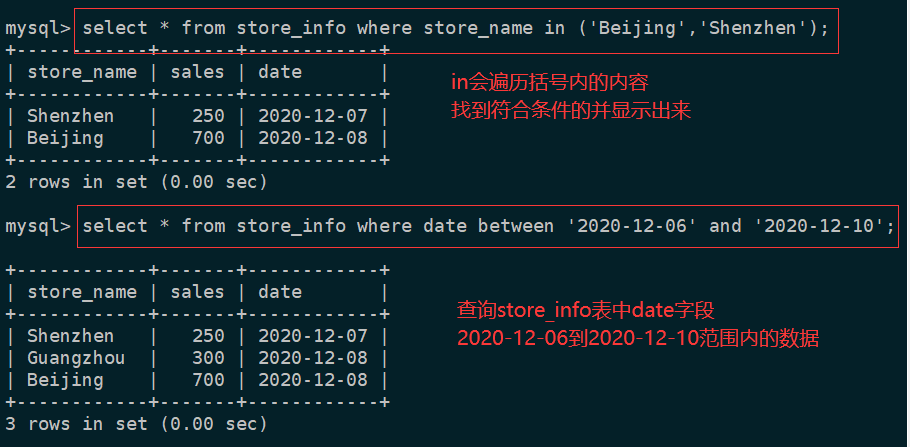 mysql> select * from store_info where store_name in ('Beijing','Shenzhen');
+------------+-------+------------+
| store_name | sales | date       |
+------------+-------+------------+
| Shenzhen   |   250 | 2020-12-07 |
| Beijing    |   700 | 2020-12-08 |
+------------+-------+------------+
2 rows in set (0.00 sec)
in会遍历括号内的内容
找到符合条件的并显示出来
mysql> select * from store_info where date between '2020-12-06' and '2020-12-10';
+------------+-------+------------+
| store_name | sales | date       |
+------------+-------+------------+
| Shenzhen   |   250 | 2020-12-07 |
| Guangzhou  |   300 | 2020-12-08 |
| Beijing    |   700 | 2020-12-08 |
+------------+-------+------------+
3 rows in set (0.00 sec)
查询store_info表中date字段
2020-12-06到2020-12-10范围内的数据